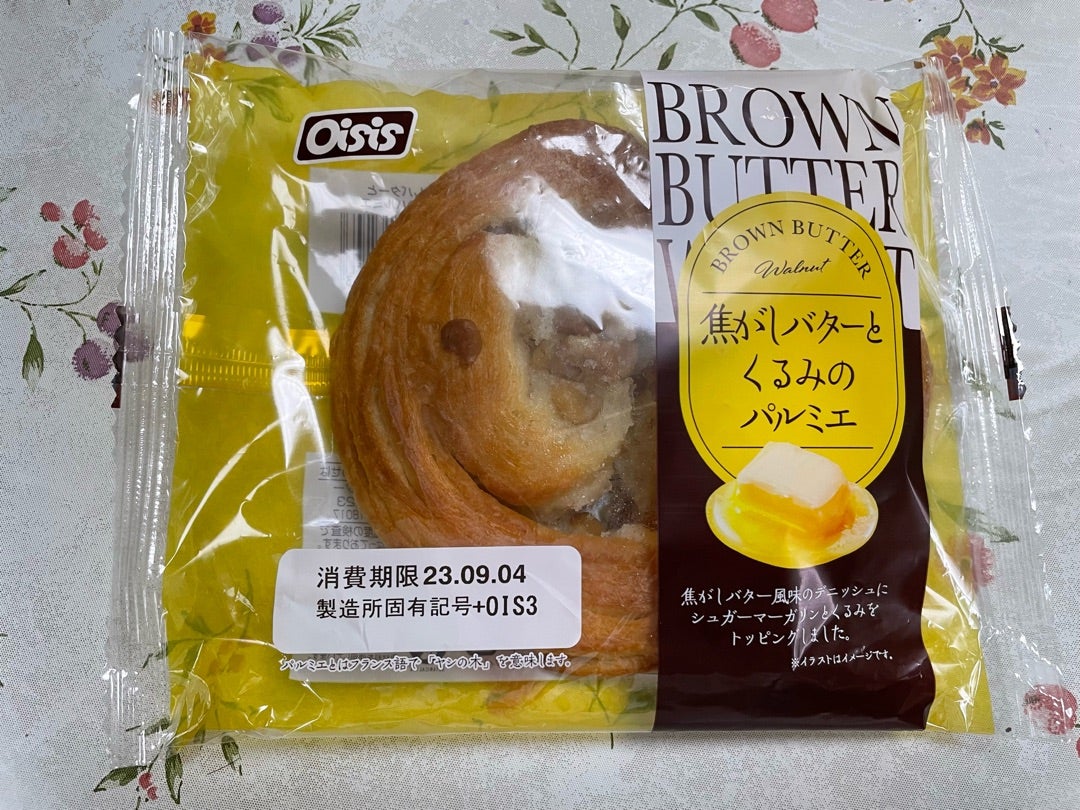 Oisis
BROWN
BUTTER
BROWN BUTTER
Walnut
焦がしバターと
くるみの
パルミエ
焦がしバター風味のデニッシュに
シュガーマーガリンとくるみを
トッピングしました。
※イラストはイメージです。
消費期限23.09.04
製造所固有記号+OIS3
パルミエとはフランス語で「ヤシの木」を意味します。